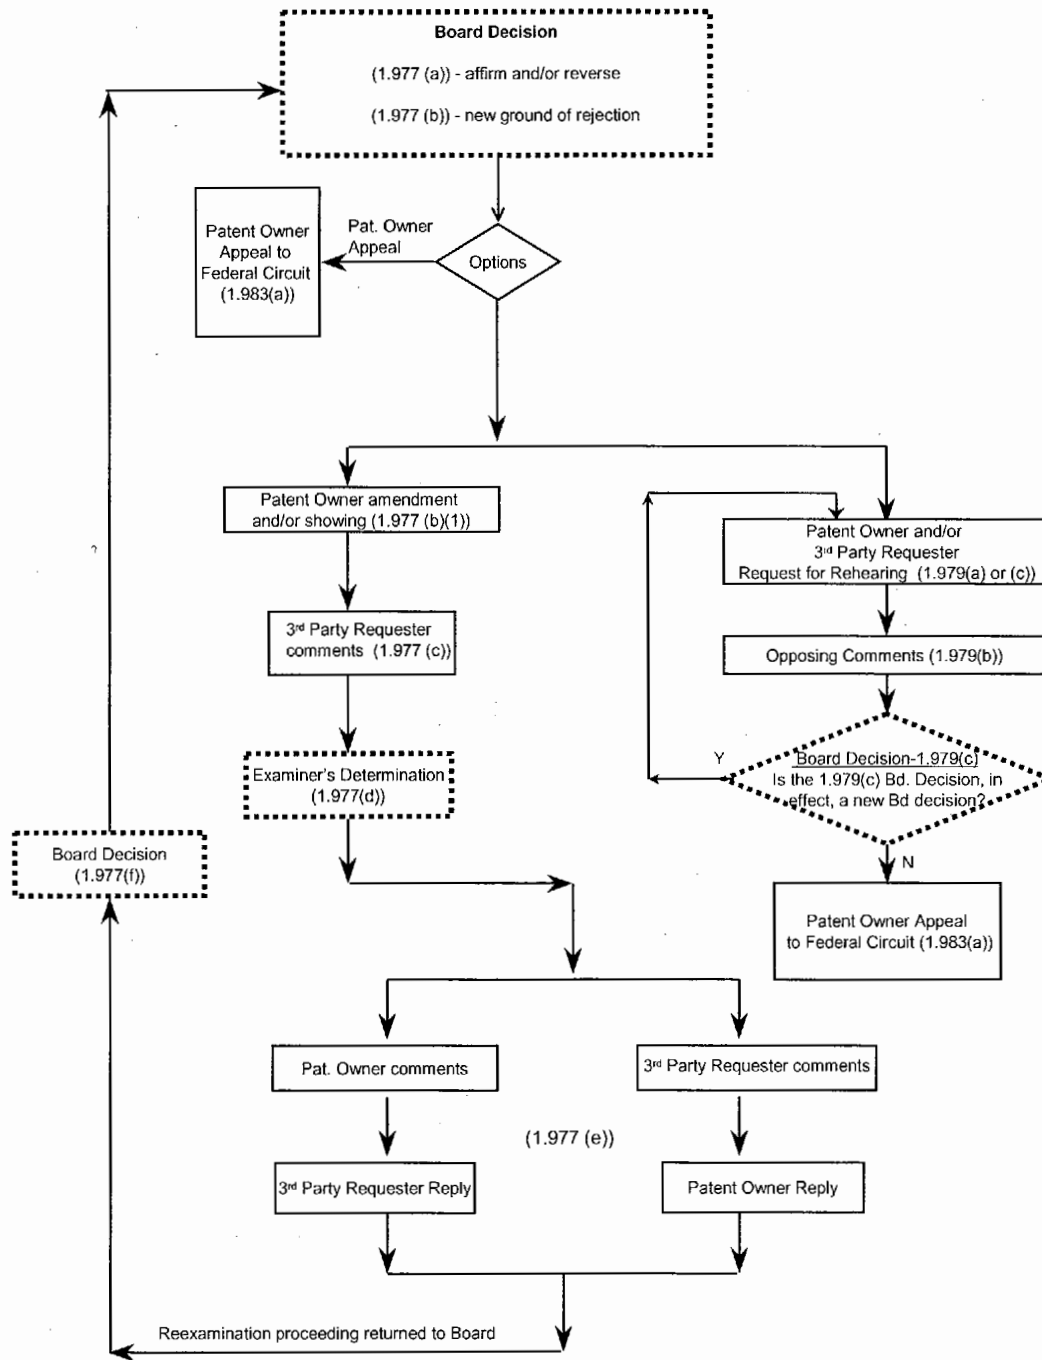 Board Decision
(1.977 (a)) - affirm and/or reverse
(1.977 (b)) - new ground of rejection
Patent Owner
Appeal to
Federal Circuit
(1.983(a))
Pat. Owner
Appeal
Options
Patent Owner amendment
and/or showing (1.977 (b)(1))
Patent Owner and/or
3rd Party Requester
Request for Rehearing (1.979(a) or (c))
3rd Party Requester
comments (1.977 (c))
Opposing Comments (1.979(b))
Examiner's Determination
(1.977(d))
Y
Board Decision-1.979(c)
Is the 1.979(c) Bd. Decision, in
effect, a new Bd decision?
N
Board Decision
(1.977(f))
Patent Owner Appeal
to Federal Circuit (1.983(a))
Pat. Owner comments
3rd Party Requester comments
(1.977 (e))
3rd Party Requester Reply
Patent Owner Reply
Reexamination proceeding returned to Board